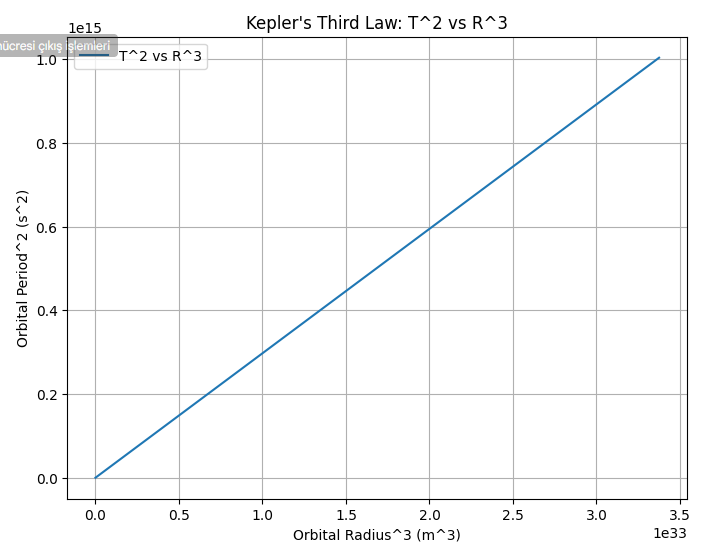 Kepler's Third Law: T^2 vs R^3
1e15
ücresi çıkış işlemleri
T^2 vs R^3
1.0
0.8
0.6
0.4
0.2
0.0
Orbital Period^2 (s^2)
0.0 0.5 1.0 1.5 2.0 2.5 3.0 3.5
1e33
Orbital Radius^3 (m^3)